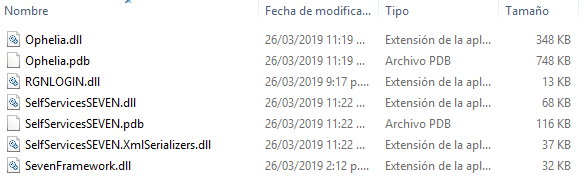 Nombre Fecha de modifica... Tipo Tamaño
Ophelia.dll 26/03/2019 11:19 ... Extensión de la apl... 348 KB
Ophelia.pdb 26/03/2019 11:19 ... Archivo PDB 748 KB
RGNLOGIN.dll 26/03/2019 9:17 p.... Extensión de la apl... 13 KB
SelfServicesSEVEN.dll 26/03/2019 11:22 ... Extensión de la apl... 68 KB
SelfServicesSEVEN.pdb 26/03/2019 11:22 ... Archivo PDB 116 KB
SelfServicesSEVEN.XmlSerializers.dll 26/03/2019 11:22 ... Extensión de la apl... 37 KB
SevenFramework.dll 26/03/2019 2:12 p.... Extensión de la apl... 32 KB